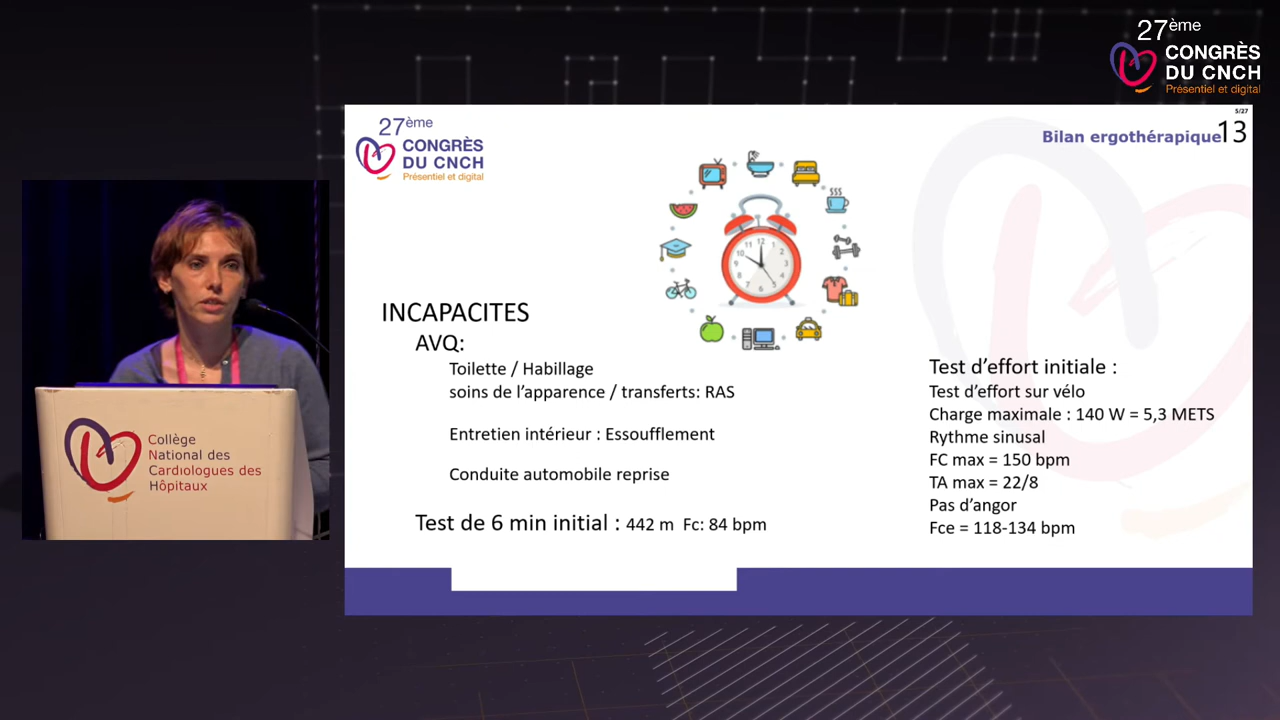 27ème
CONGRÈS
DU CNCH
Présentiel et digital
27ème
CONGRÈS
DU CNCH
Présentiel et digital
5/27
Bilan ergothérapique
13
INCAPACITES
AVQ:
Toilette / Habillage
soins de l'apparence / transferts: RAS
Entretien intérieur : Essoufflement
Conduite automobile reprise
Test de 6 min initial : 442 m Fc: 84 bpm
Test d'effort initiale :
Test d'effort sur vélo
Charge maximale : 140 W = 5,3 METS
Rythme sinusal
FC max = 150 bpm
TA max = 22/8
Pas d'angor
Fce = 118-134 bpm
Collège
National des
Cardiologues des
Hôpitaux